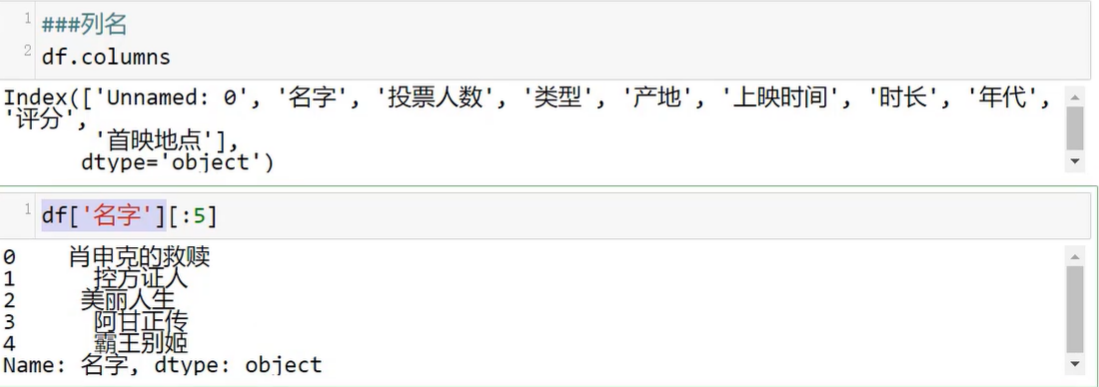 1 ###列名
2 df.columns
Index(['Unnamed: 0', '名字', '投票人数', '类型', '产地', '上映时间', '时长', '年代',
'评分',
'首映地点'],
dtype='object')
1 df['名字'][:5]
0 肖申克的救赎
1 控方证人
2 美丽人生
3 阿甘正传
4 霸王别姬
Name: 名字, dtype: object